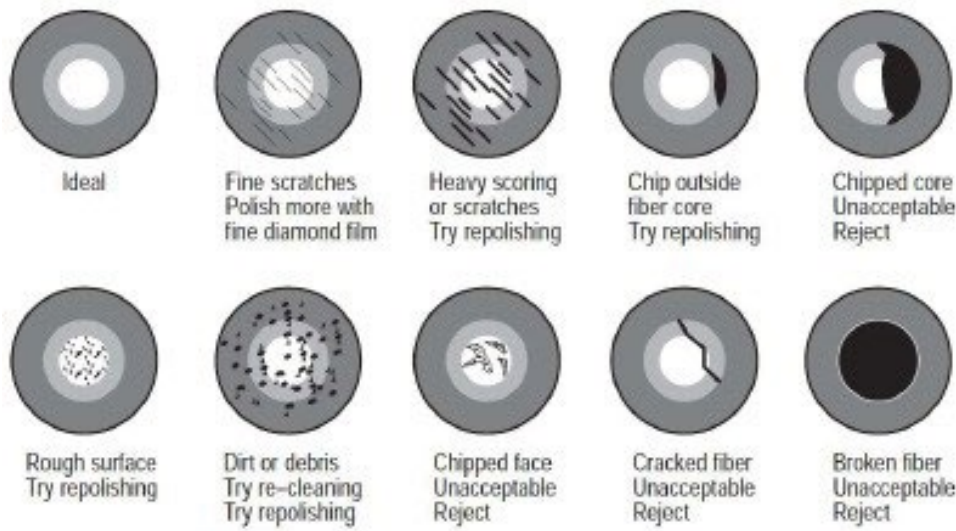 Ideal
Fine scratches
Polish more with
fine diamond film
Heavy scoring
or scratches
Try repolishing
Chip outside
fiber core
Try repolishing
Chipped core
Unacceptable
Reject
Rough surface
Try repolishing
Dirt or debris
Try re-cleaning
Try repolishing
Chipped face
Unacceptable
Reject
Cracked fiber
Unacceptable
Reject
Broken fiber
Unacceptable
Reject